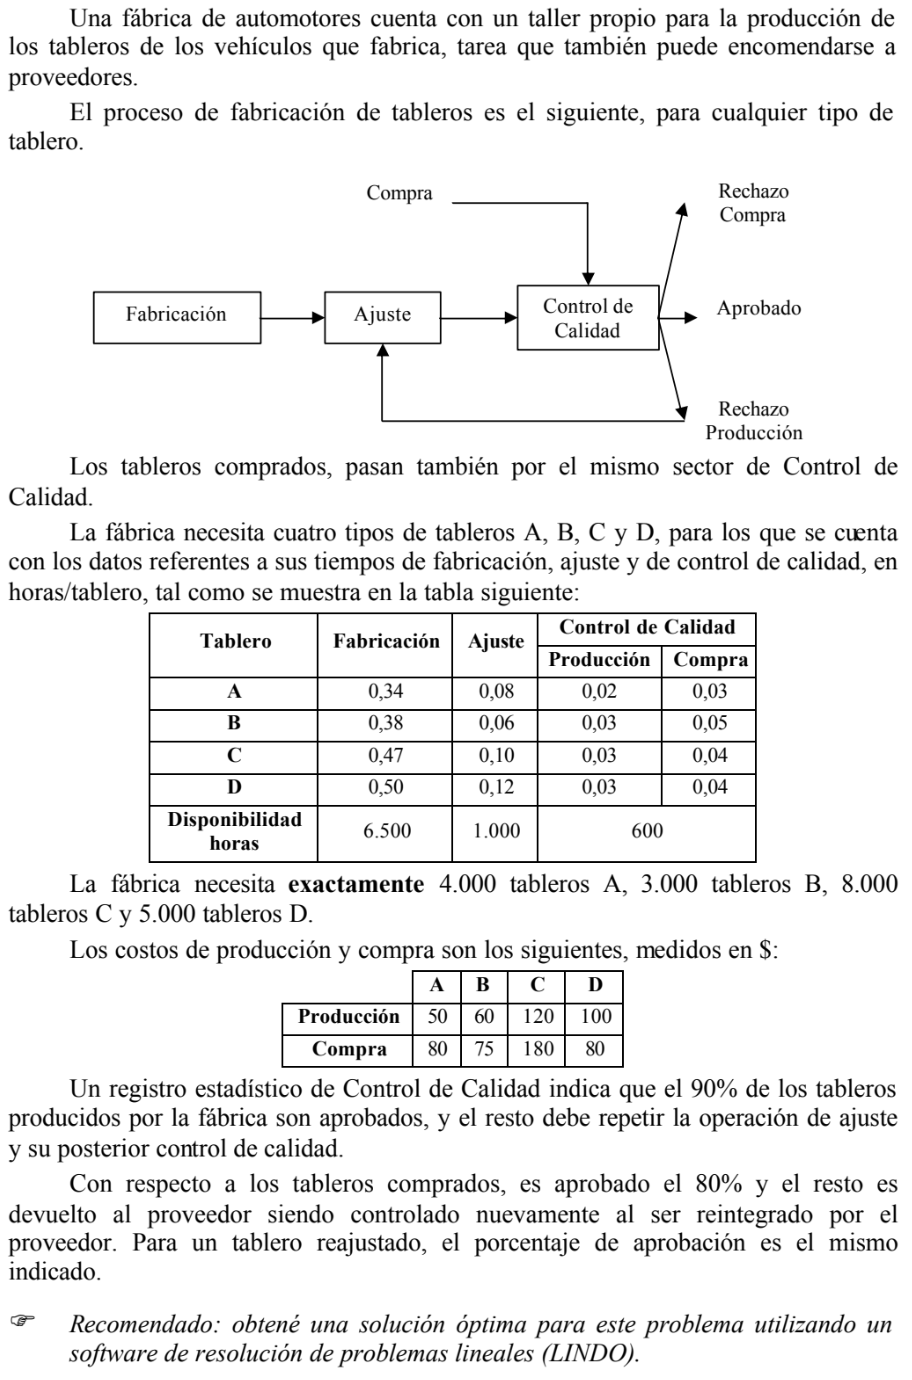 Una fábrica de automotores cuenta con un taller propio para la producción de
los tableros de los vehículos que fabrica, tarea que también puede encomendarse a
proveedores.
El proceso de fabricación de tableros es el siguiente, para cualquier tipo de
tablero.
Compra
Rechazo
Compra
Fabricación
Ajuste
Control de
Calidad
Aprobado
Rechazo
Producción
Los tableros comprados, pasan también por el mismo sector de Control de
Calidad.
La fábrica necesita cuatro tipos de tableros A, B, C y D, para los que se cuenta
con los datos referentes a sus tiempos de fabricación, ajuste y de control de calidad, en
horas/tablero, tal como se muestra en la tabla siguiente:
Tablero Fabricación Ajuste Control de Calidad
Producción Compra
A 0,34 0,08 0,02 0,03
B 0,38 0,06 0,03 0,05
C 0,47 0,10 0,03 0,04
D 0,50 0,12 0,03 0,04
Disponibilidad
horas 6.500 1.000 600
La fábrica necesita exactamente 4.000 tableros A, 3.000 tableros B, 8.000
tableros C y 5.000 tableros D.
Los costos de producción y compra son los siguientes, medidos en $:
A B C D
Producción 50 60 120 100
Compra 80 75 180 80
Un registro estadístico de Control de Calidad indica que el 90% de los tableros
producidos por la fábrica son aprobados, y el resto debe repetir la operación de ajuste
y su posterior control de calidad.
Con respecto a los tableros comprados, es aprobado el 80% y el resto es
devuelto al proveedor siendo controlado nuevamente al ser reintegrado por el
proveedor. Para un tablero reajustado, el porcentaje de aprobación es el mismo
indicado.
☞ Recomendado: obtené una solución óptima para este problema utilizando un
software de resolución de problemas lineales (LINDO).